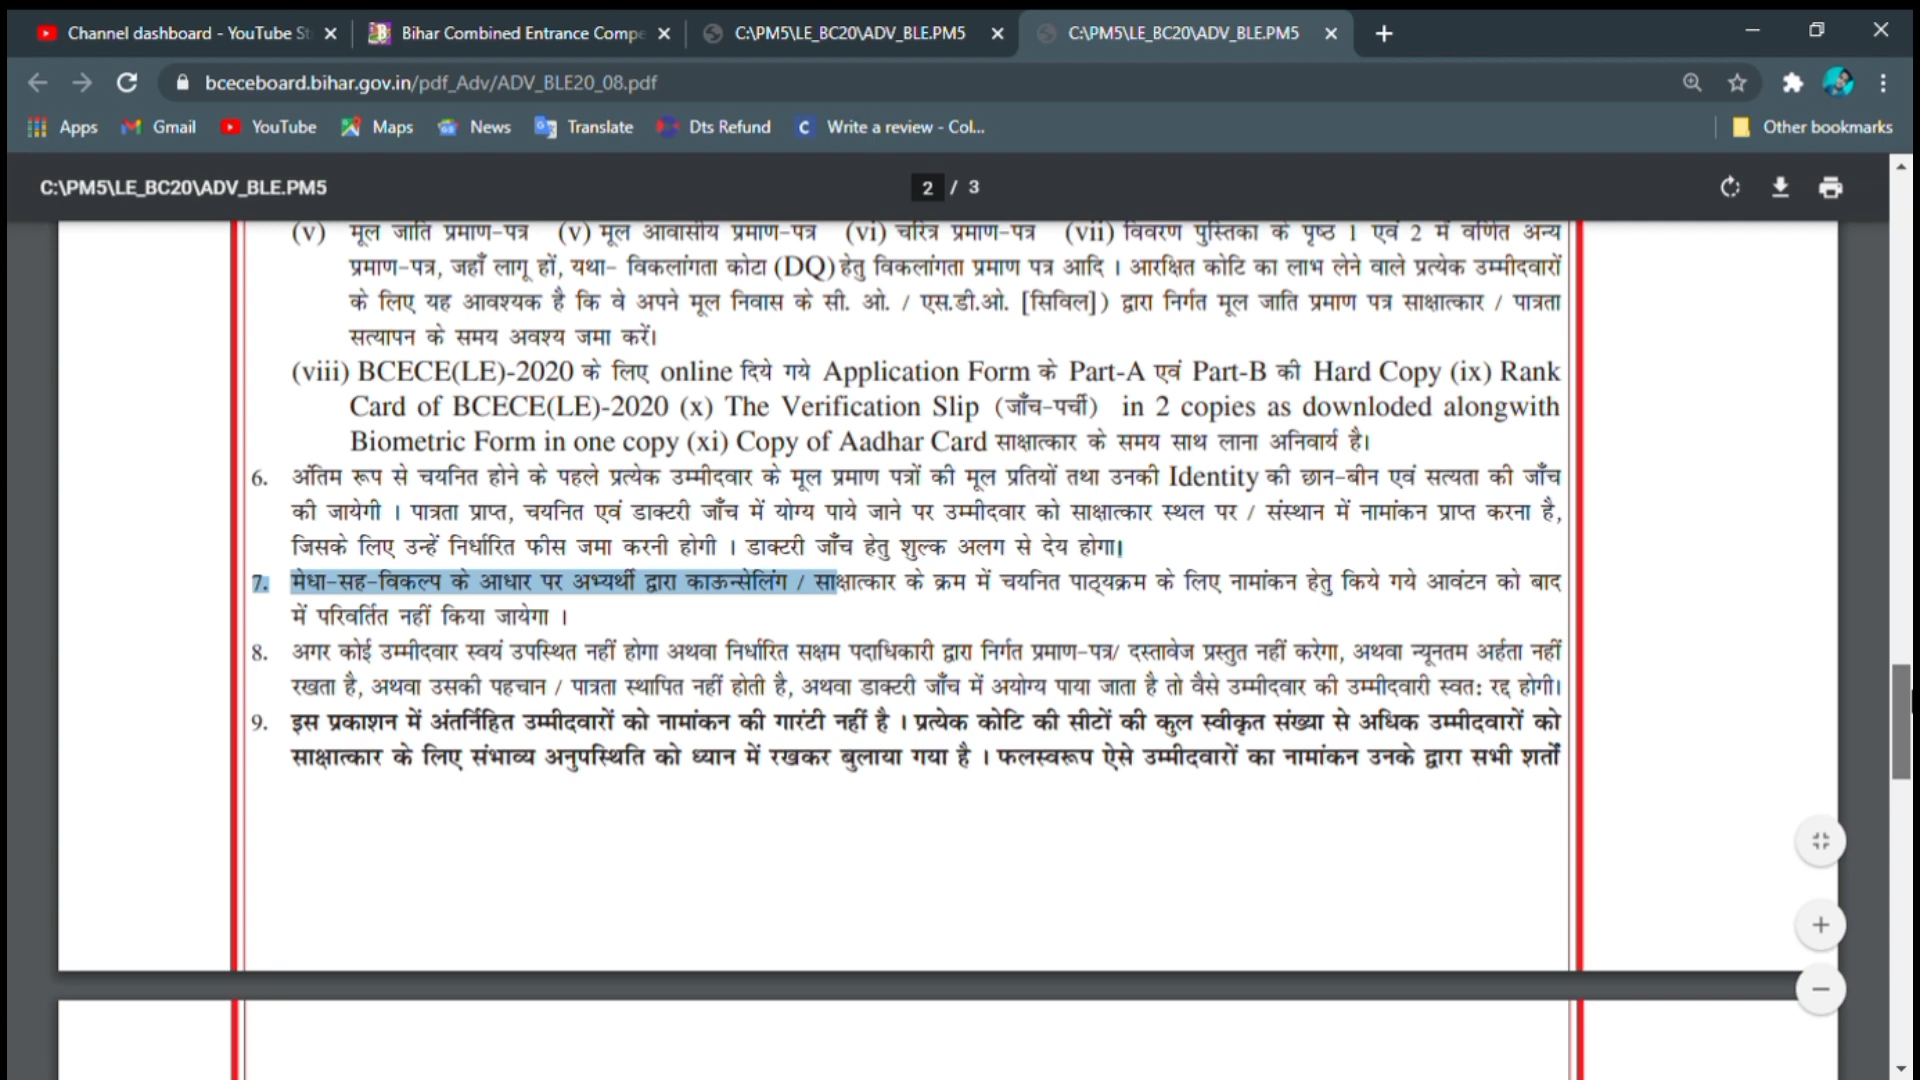 Channel dashboard - YouTube St
Bihar Combined Entrance Compe
C:\PM5\LE_BC20\ADV_BLE.PM5
C:\PM5\LE_BC20\ADV_BLE.PM5
bceceboard.bihar.gov.in/pdf_Adv/ADV_BLE20_08.pdf
Apps Gmail YouTube Maps News Translate Dts Refund Write a review - Col... Other bookmarks
C:\PM5\LE_BC20\ADV_BLE.PM5 2 / 3
(v) मूल जाति प्रमाण-पत्र (v) मूल आवासीय प्रमाण-पत्र (vi) चरित्र प्रमाण-पत्र (vii) विवरण पुस्तिका के पृष्ठ 1 एवं 2 में वर्णित अन्य
प्रमाण-पत्र, जहाँ लागू हों, यथा- विकलांगता कोटा (DQ) हेतु विकलांगता प्रमाण पत्र आदि । आरक्षित कोटि का लाभ लेने वाले प्रत्येक उम्मीदवारों
के लिए यह आवश्यक है कि वे अपने मूल निवास के सी. ओ. / एस.डी.ओ. [सिविल]) द्वारा निर्गत मूल जाति प्रमाण पत्र साक्षात्कार / पात्रता
सत्यापन के समय अवश्य जमा करें।
(viii) BCECE(LE)-2020 के लिए online दिये गये Application Form के Part-A एवं Part-B की Hard Copy (ix) Rank
Card of BCECE(LE)-2020 (x) The Verification Slip (जाँच-पर्ची) in 2 copies as downloded alongwith
Biometric Form in one copy (xi) Copy of Aadhar Card साक्षात्कार के समय साथ लाना अनिवार्य है।
6. अंतिम रूप से चयनित होने के पहले प्रत्येक उम्मीदवार के मूल प्रमाण पत्रों की मूल प्रतियों तथा उनकी Identity की छान-बीन एवं सत्यता की जाँच
की जायेगी । पात्रता प्राप्त, चयनित एवं डाक्टरी जाँच में योग्य पाये जाने पर उम्मीदवार को साक्षात्कार स्थल पर / संस्थान में नामांकन प्राप्त करना है,
जिसके लिए उन्हें निर्धारित फीस जमा करनी होगी । डाक्टरी जाँच हेतु शुल्क अलग से देय होगा।
7. मेधा-सह-विकल्प के आधार पर अभ्यर्थी द्वारा काऊन्सेलिंग / साक्षात्कार के क्रम में चयनित पाठ्यक्रम के लिए नामांकन हेतु किये गये आवंटन को बाद
में परिवर्तित नहीं किया जायेगा ।
8. अगर कोई उम्मीदवार स्वयं उपस्थित नहीं होगा अथवा निर्धारित सक्षम पदाधिकारी द्वारा निर्गत प्रमाण-पत्र/ दस्तावेज प्रस्तुत नहीं करेगा, अथवा न्यूनतम अर्हता नहीं
रखता है, अथवा उसकी पहचान / पात्रता स्थापित नहीं होती है, अथवा डाक्टरी जाँच में अयोग्य पाया जाता है तो वैसे उम्मीदवार की उम्मीदवारी स्वत: रद्द होगी।
9. इस प्रकाशन में अंतर्निहित उम्मीदवारों को नामांकन की गारंटी नहीं है । प्रत्येक कोटि की सीटों की कुल स्वीकृत संख्या से अधिक उम्मीदवारों को
साक्षात्कार के लिए संभाव्य अनुपस्थिति को ध्यान में रखकर बुलाया गया है । फलस्वरूप ऐसे उम्मीदवारों का नामांकन उनके द्वारा सभी शर्तों